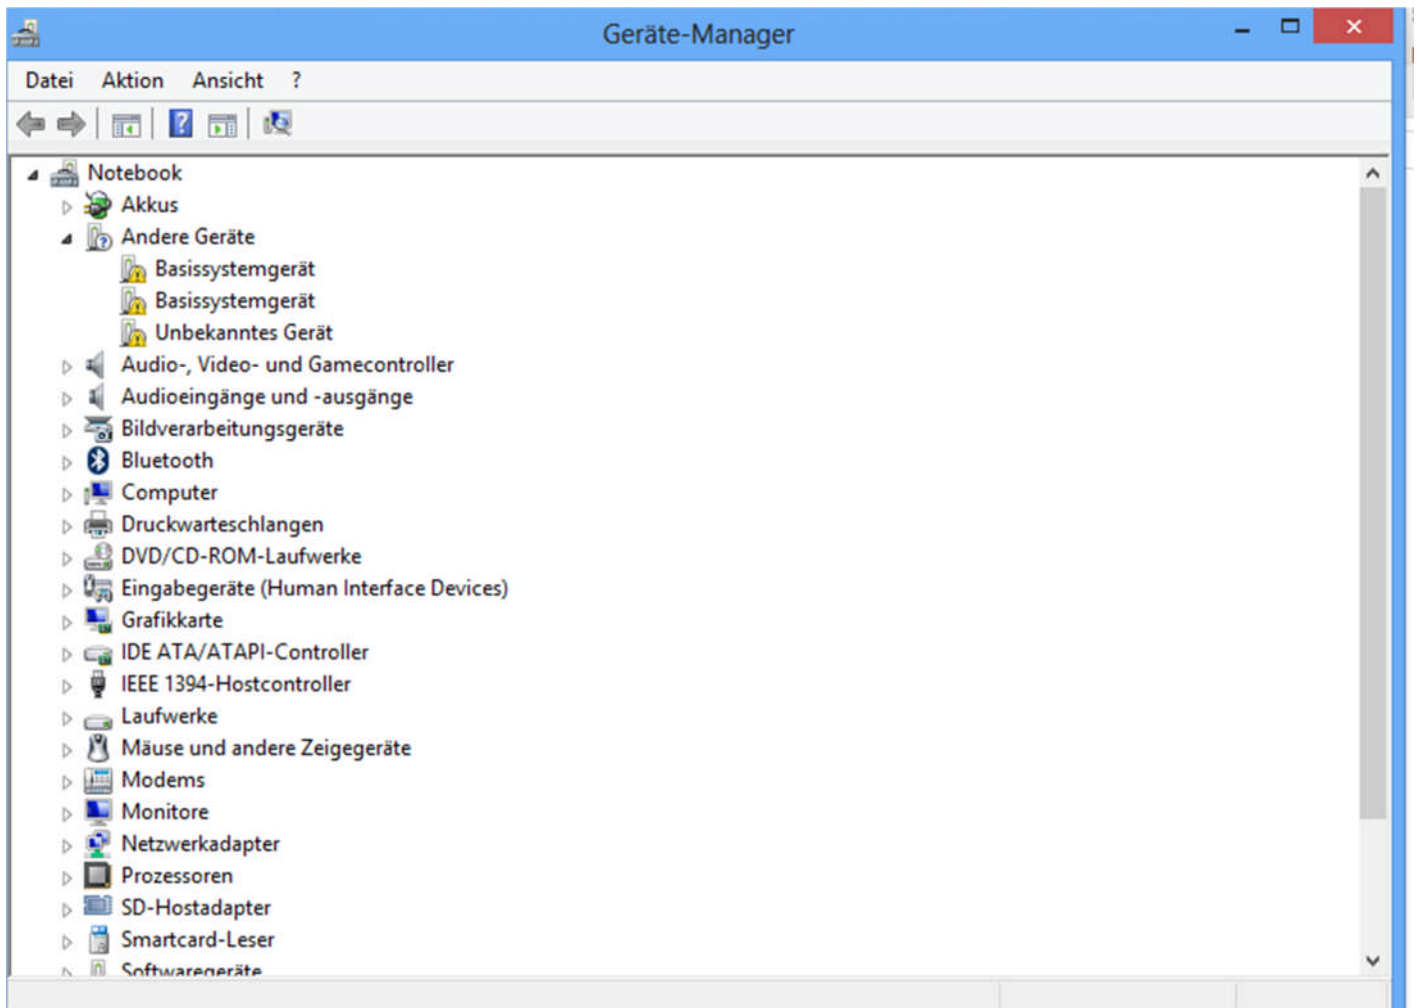 Geräte-Manager
Datei Aktion Ansicht ?
Notebook
Akkus
Andere Geräte
Basissystemgerät
Basissystemgerät
Unbekanntes Gerät
Audio-, Video- und Gamecontroller
Audioeingänge und -ausgänge
Bildverarbeitungsgeräte
Bluetooth
Computer
Druckwarteschlangen
DVD/CD-ROM-Laufwerke
Eingabegeräte (Human Interface Devices)
Grafikkarte
IDE ATA/ATAPI-Controller
IEEE 1394-Hostcontroller
Laufwerke
Mäuse und andere Zeigegeräte
Modems
Monitore
Netzwerkadapter
Prozessoren
SD-Hostadapter
Smartcard-Leser
Softwaregeräte